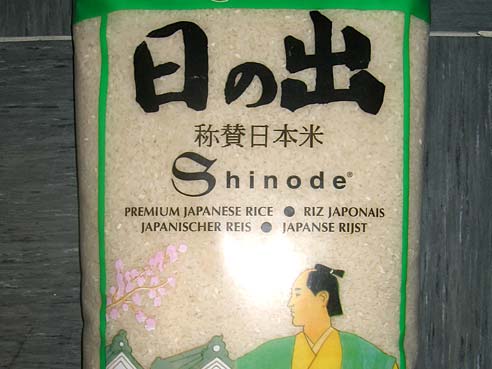 日の出
称賛日本米
Shinode®
PREMIUM JAPANESE RICE ● RIZ JAPONAIS
JAPANISCHER REIS ● JAPANSE RIJST